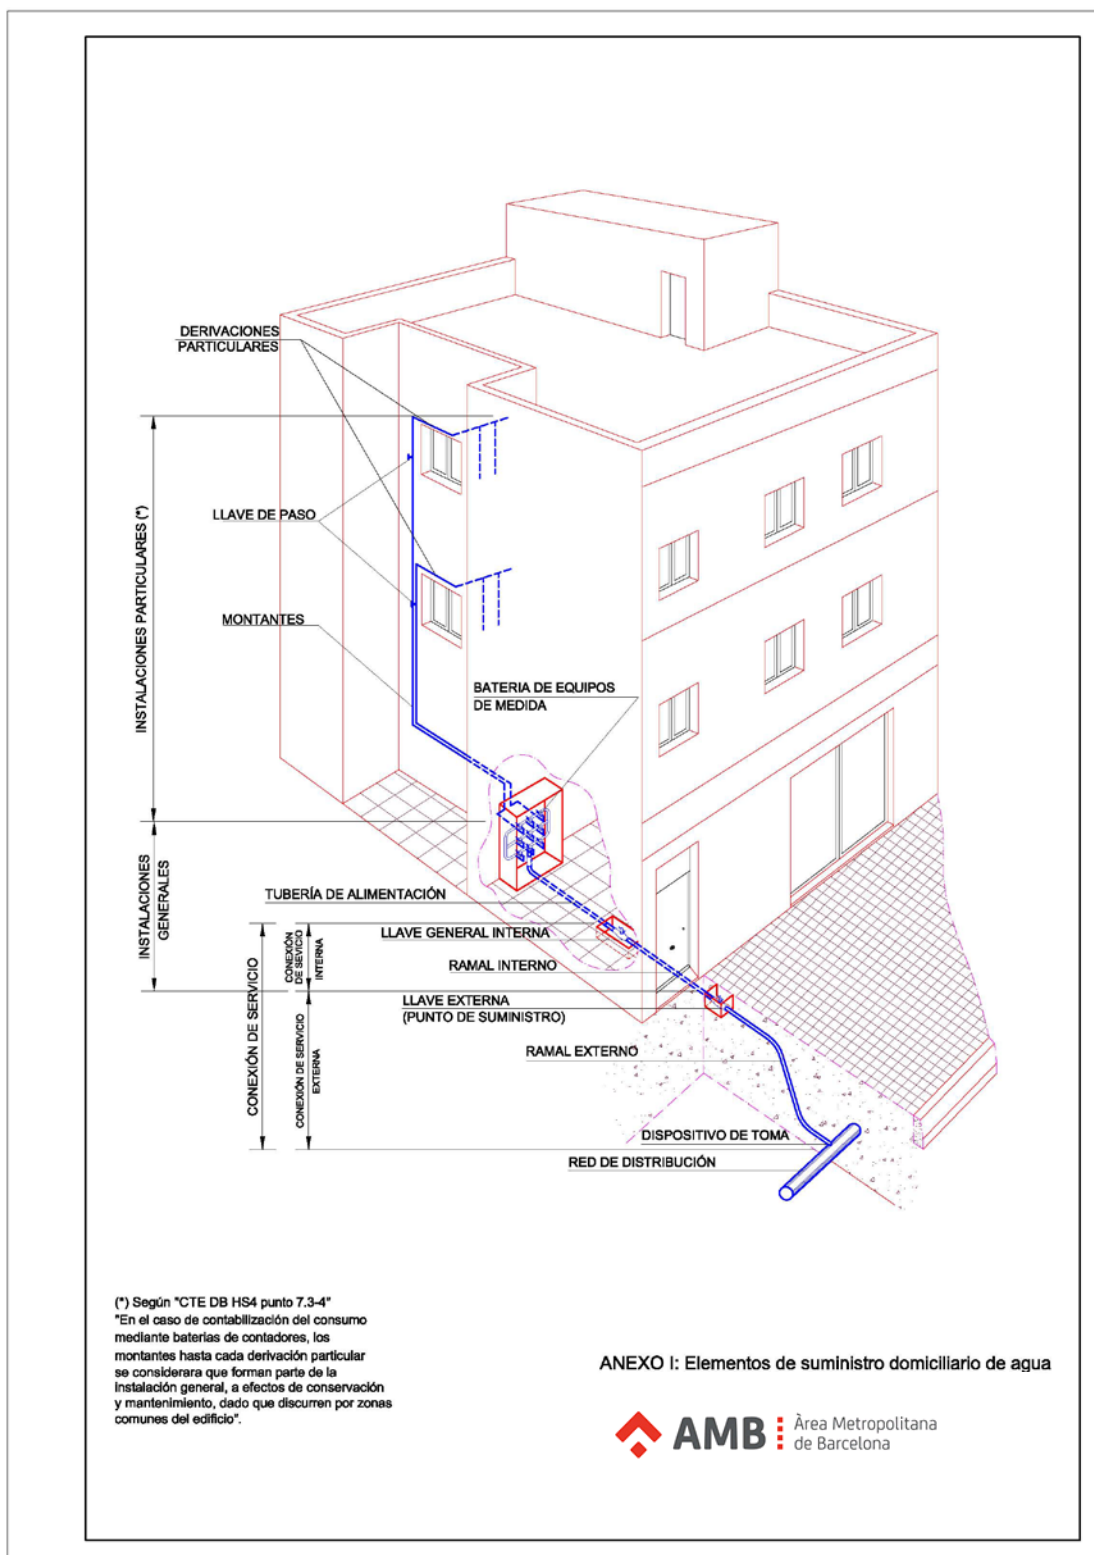 DERIVACIONES
PARTICULARES
INSTALACIONES PARTICULARES (*)
LLAVE DE PASO
MONTANTES
BATERIA DE EQUIPOS
DE MEDIDA
INSTALACIONES
GENERALES
TUBERÍA DE ALIMENTACIÓN
LLAVE GENERAL INTERNA
CONEXIÓN DE SERVICIO
CONEXIÓN
DE SEVICIO
INTERNA
RAMAL INTERNO
LLAVE EXTERNA
(PUNTO DE SUMINISTRO)
CONEXIÓN DE SERVICIO
EXTERNA
RAMAL EXTERNO
DISPOSITIVO DE TOMA
RED DE DISTRIBUCIÓN
(*) Según "CTE DB HS4 punto 7.3-4"
"En el caso de contabilización del consumo
mediante baterias de contadores, los
montantes hasta cada derivación particular
se considerara que forman parte de la
instalación general, a efectos de conservación
y mantenimiento, dado que discurren por zonas
comunes del edificio".
ANEXO I: Elementos de suministro domiciliario de agua
AMB
Àrea Metropolitana
de Barcelona